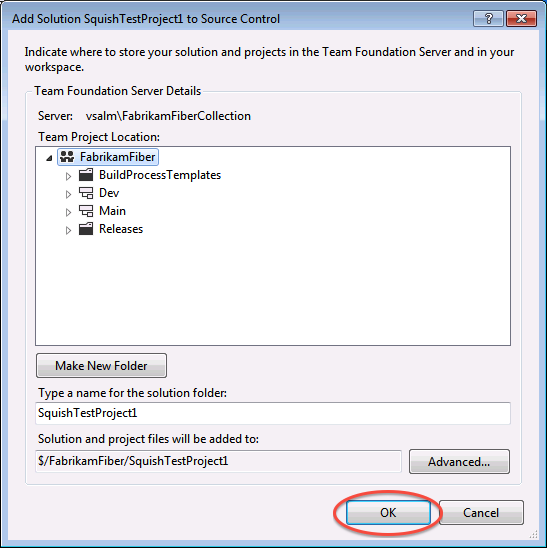 Add Solution SquishTestProject1 to Source Control
?
Indicate where to store your solution and projects in the Team Foundation Server and in your
workspace.
Team Foundation Server Details
Server: vsalm\FabrikamFiberCollection
Team Project Location:
FabrikamFiber
BuildProcessTemplates
Dev
Main
Releases
Make New Folder
Type a name for the solution folder:
SquishTestProject1
Solution and project files will be added to:
$/FabrikamFiber/SquishTestProject1
Advanced...
OK
Cancel